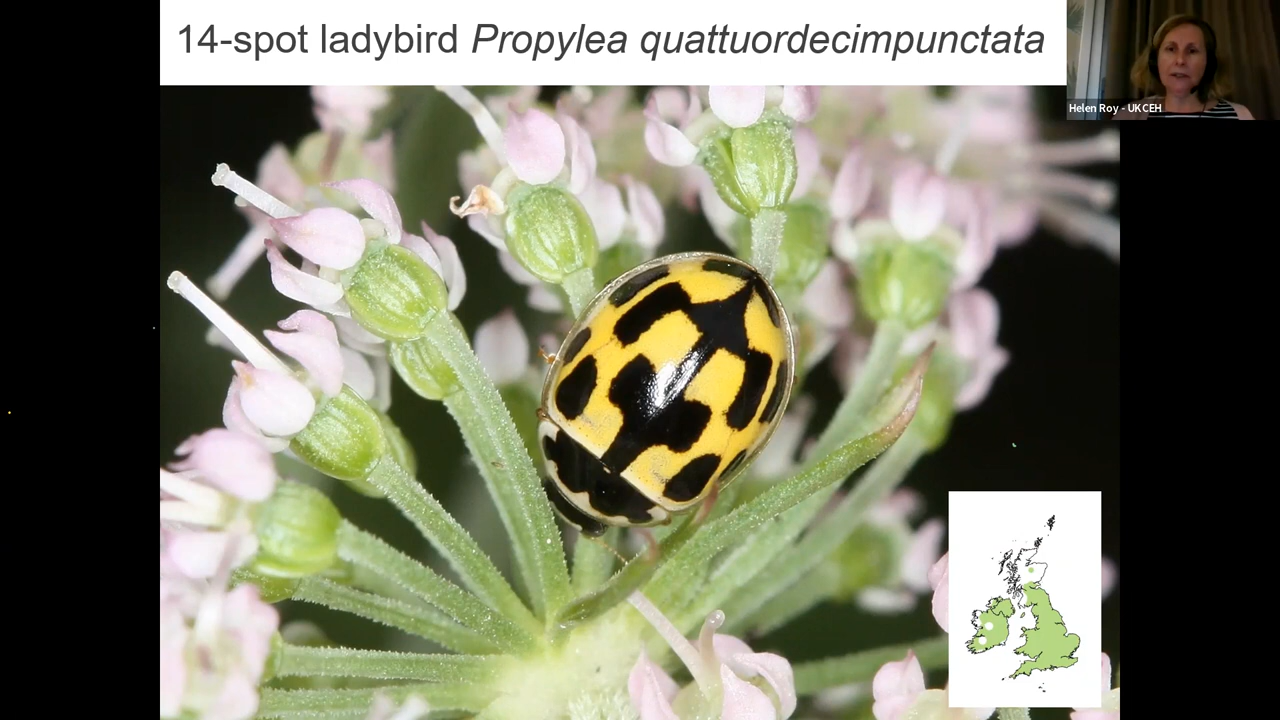 14-spot ladybird Propylea quattuordecimpunctata
Helen Roy - UKCEH